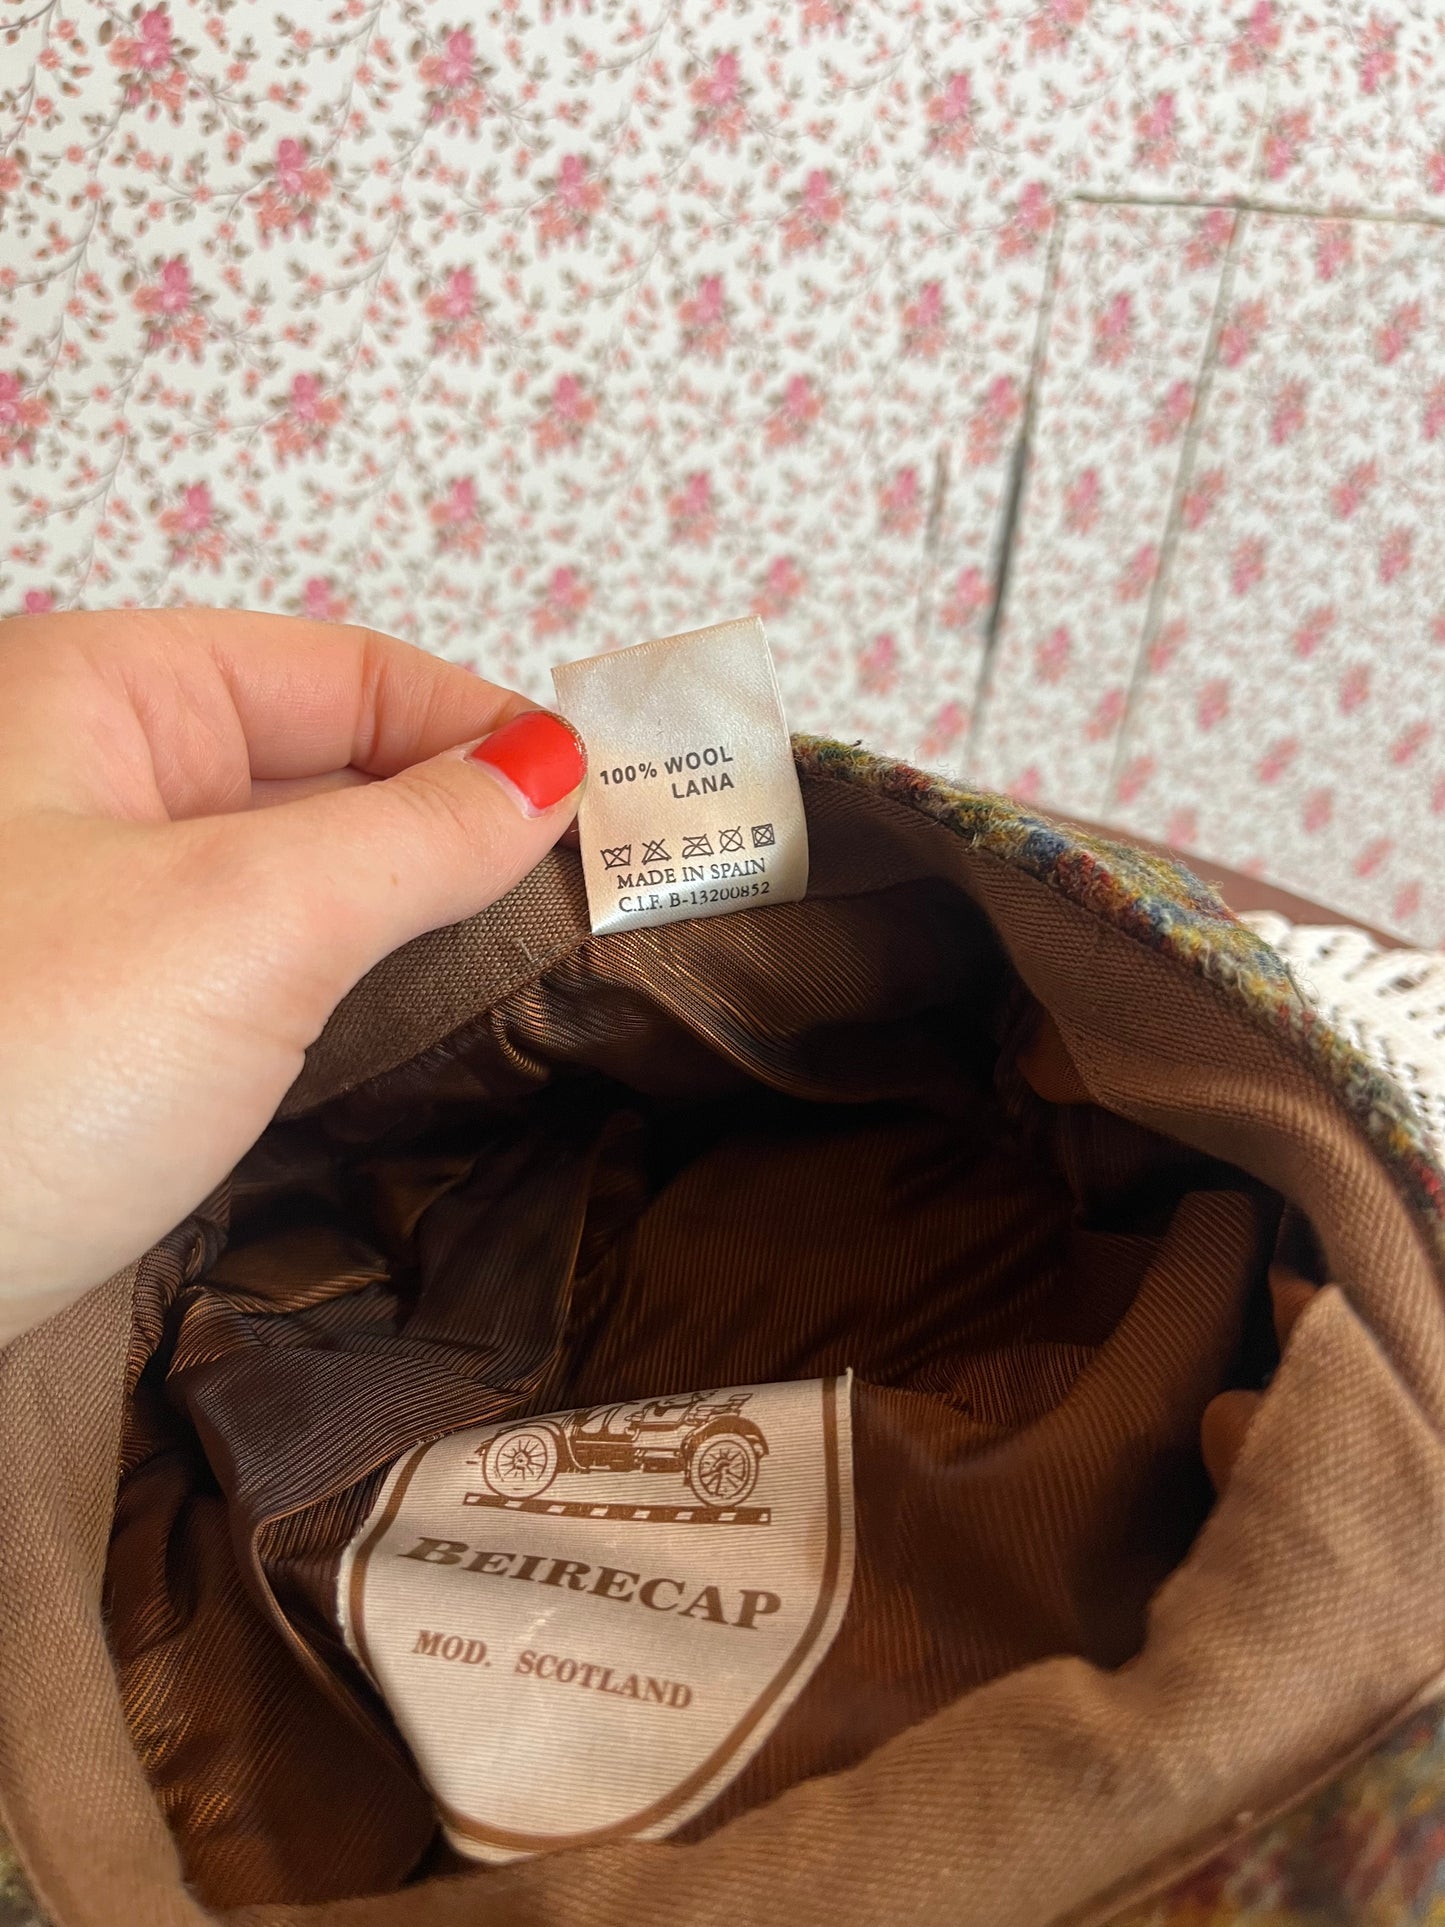 100% WOOL
LANA
MADE IN SPAIN
C.I.F. B-13200852
BEIRECAP
MOD. SCOTLAND